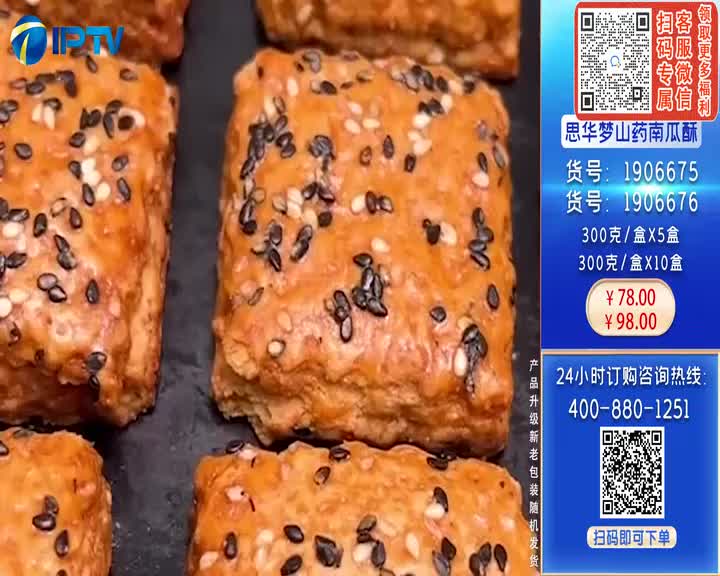 IPTV
领取更多福利
客服微信
扫码专属
思华梦山药南瓜酥
货号: 1906675
货号: 1906676
300克/盒X5盒
300克/盒X10盒
￥78.00
￥98.00
产品升级新老包装随机发货
24小时订购咨询热线:
400-880-1251
扫码即可下单